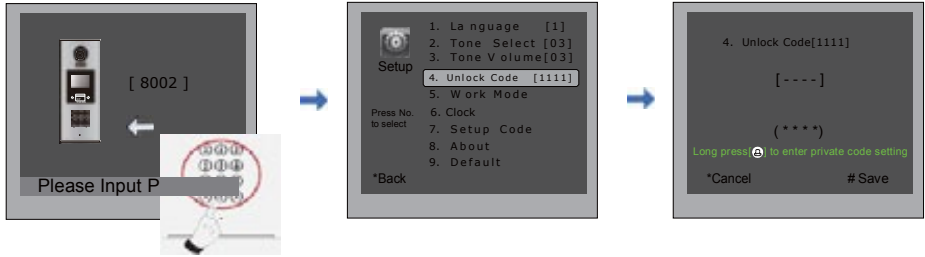 [ 8002 ]
Please Input P
Setup
Press No.
to select
*Back
1. La nguage [1]
2. Tone Select [03]
3. Tone V olume[03]
4. Unlock Code [1111]
5. W ork Mode
6. Clock
7. Setup Code
8. About
9. Default
4. Unlock Code[1111]
[ - - - - ]
( * * * * )
Long press[] to enter private code setting
*Cancel
# Save